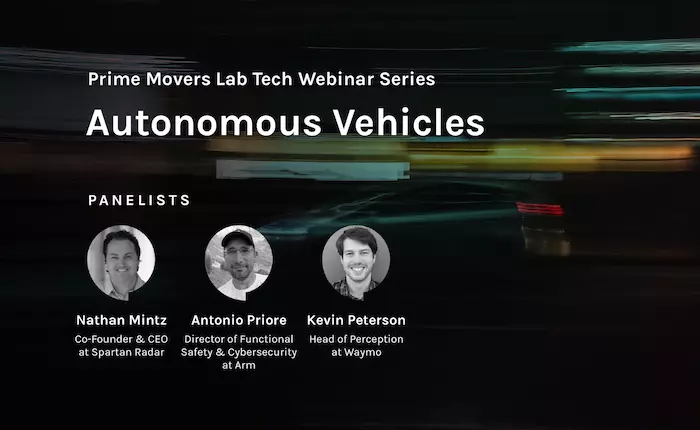 Prime Movers Lab Tech Webinar Series
Autonomous Vehicles
PANELISTS
Nathan Mintz
Co-Founder & CEO
at Spartan Radar
Antonio Priore
Director of Functional
Safety & Cybersecurity
at Arm
Kevin Peterson
Head of Perception
at Waymo